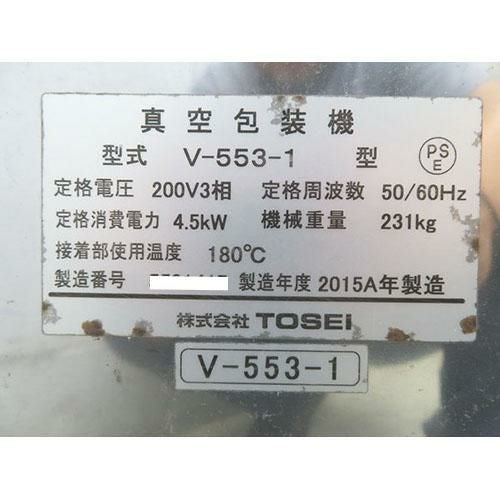 真空包装機
型式 V-553-1 型 PSE
定格電圧 200V3相 定格周波数 50/60Hz
定格消費電力 4.5kW 機械重量 231kg
接着部使用温度 180℃
製造番号 製造年度 2015A年製造
株式会社 TOSEI
V-553-1